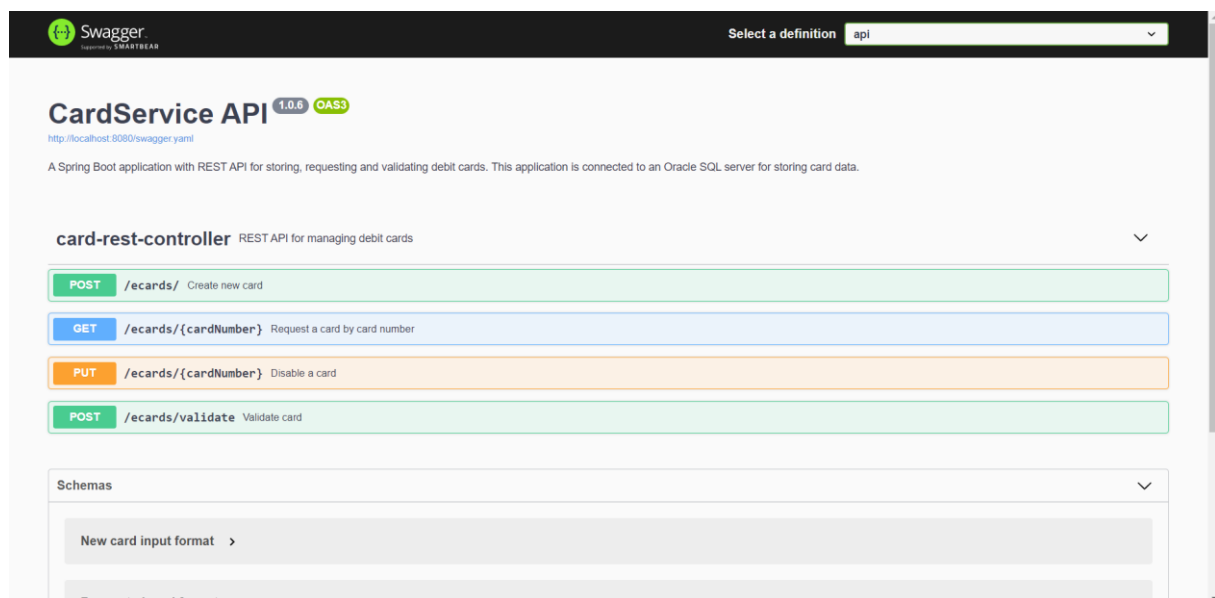 Swagger.
Supported by SMARTBEAR
Select a definition
api
CardService API 1.0.6 OAS3
http://localhost:8080/swagger.yaml
A Spring Boot application with REST API for storing, requesting and validating debit cards. This application is connected to an Oracle SQL server for storing card data.
card-rest-controller REST API for managing debit cards
POST /ecards/ Create new card
GET /ecards/{cardNumber} Request a card by card number
PUT /ecards/{cardNumber} Disable a card
POST /ecards/validate Validate card
Schemas
New card input format